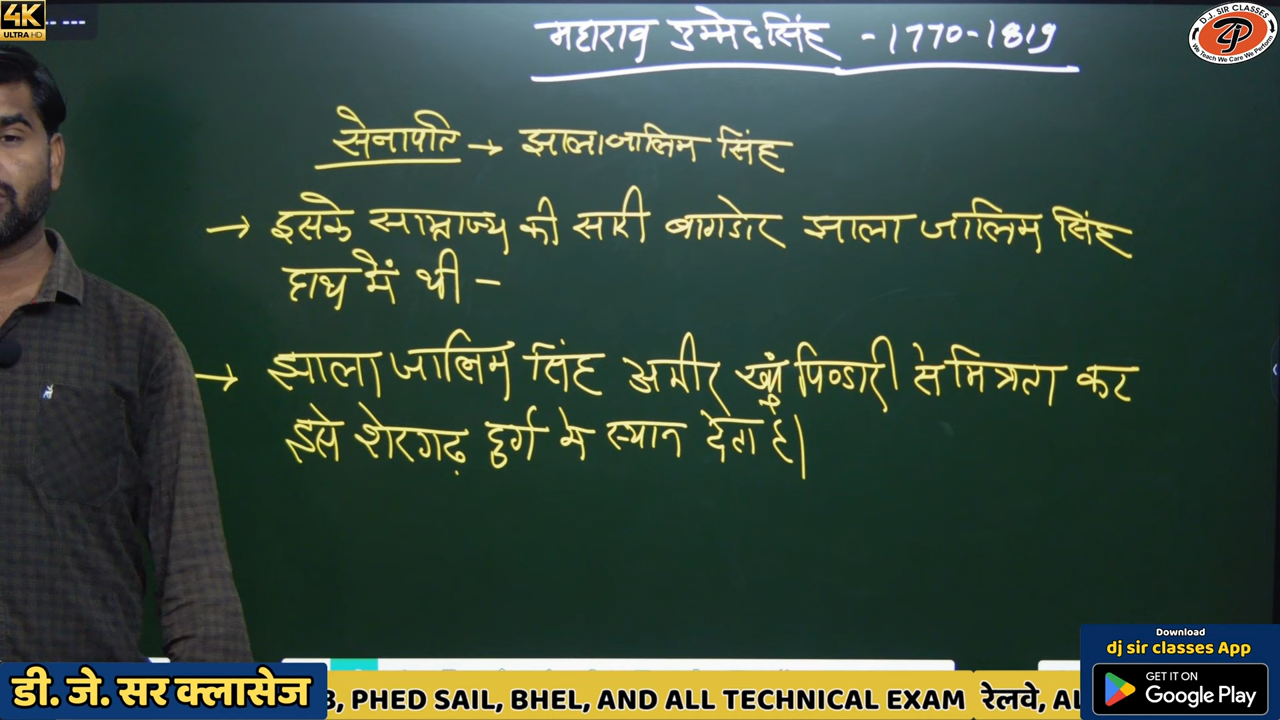 4K
ULTRA HD
D.J. SIR CLASSES
We Teach We Care We Perform
महाराव उम्मेदसिंह - 1770-1819
सेनापति → झालाजालिम सिंह
→ इसके साम्राज्य की सारी बागडोर झाला जालिम सिंह
हाथ में थी -
→ झाला जालिम सिंह अमीर खाँ पिण्डारी से मित्रता कर
इसे शेरगढ़ दुर्ग मे स्थान देता है।
Download
dj sir classes App
GET IT ON
Google Play
डी. जे. सर क्लासेज
B, PHED SAIL, BHEL, AND ALL TECHNICAL EXAM रेलवे, AL